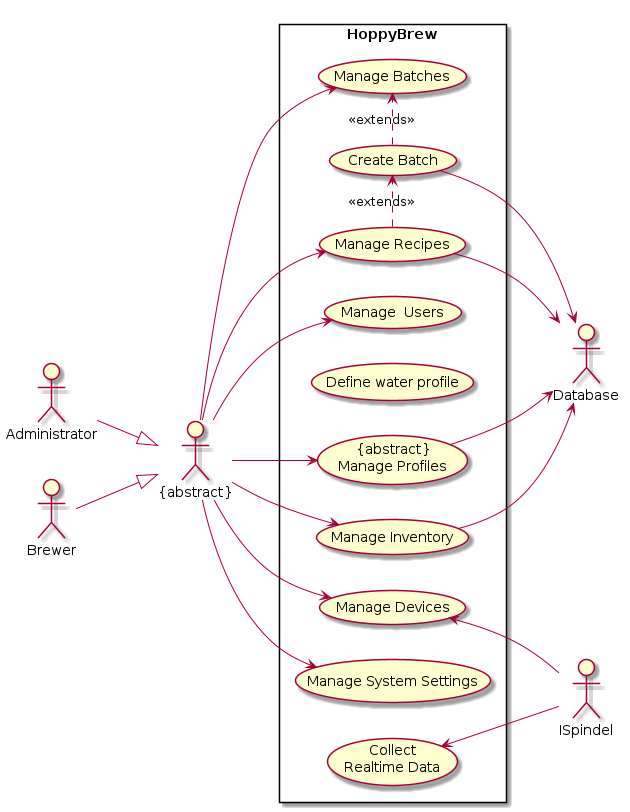 HoppyBrew
Manage Batches
«extends»
Create Batch
«extends»
Manage Recipes
Manage  Users
Define water profile
{abstract}
Manage Profiles
Manage Inventory
Manage Devices
Manage System Settings
Collect
Realtime Data
Administrator
Brewer
{abstract}
Database
ISpindel